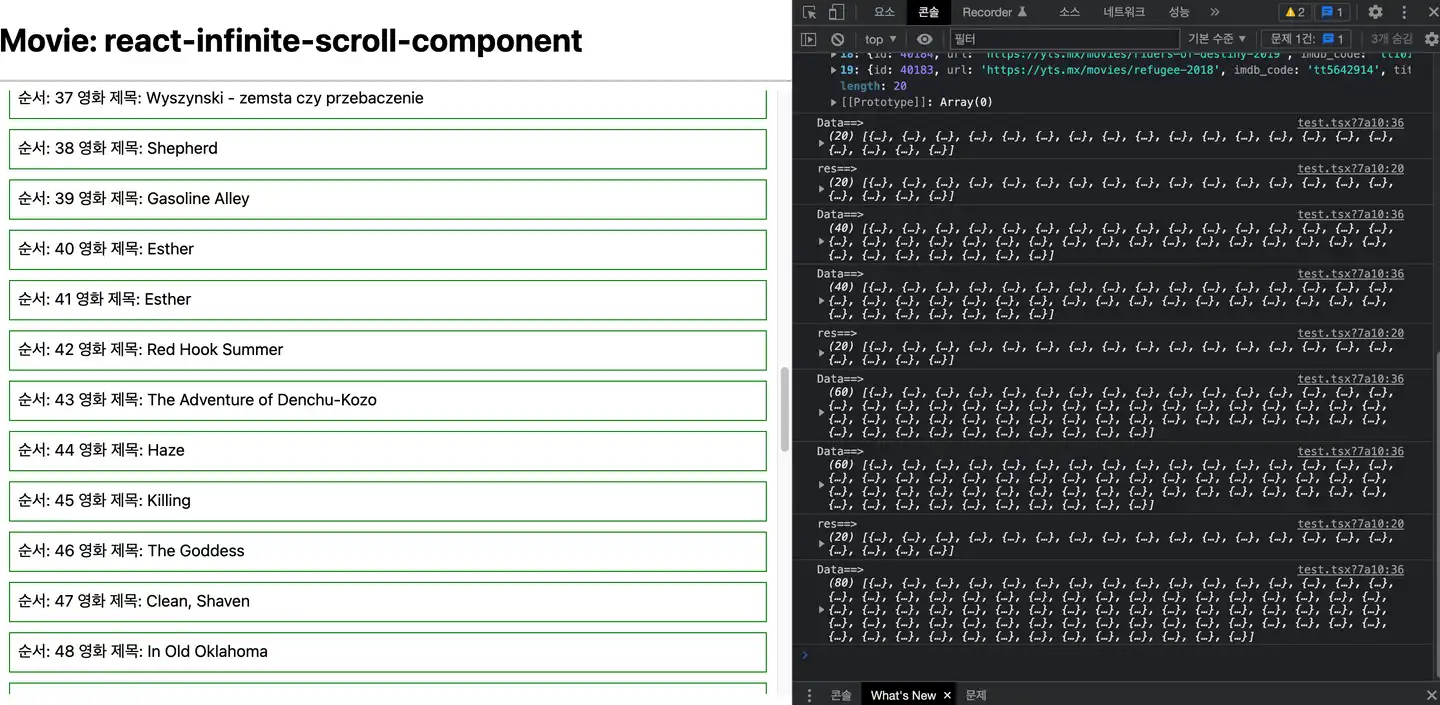 Movie: react-infinite-scroll-component
순서: 37 영화 제목: Wyszynski - zemsta czy przebaczenie
순서: 38 영화 제목: Shepherd
순서: 39 영화 제목: Gasoline Alley
순서: 40 영화 제목: Esther
순서: 41 영화 제목: Esther
순서: 42 영화 제목: Red Hook Summer
순서: 43 영화 제목: The Adventure of Denchu-Kozo
순서: 44 영화 제목: Haze
순서: 45 영화 제목: Killing
순서: 46 영화 제목: The Goddess
순서: 47 영화 제목: Clean, Shaven
순서: 48 영화 제목: In Old Oklahoma
요소 콘솔 Recorder 소스 네트워크 성능 » 2 1
top 필터 기본 수준 문제 1건: 1 3개 숨김
18: {id: 40184, url: 'https://yts.mx/movies/riders-of-destiny-2019', imdb_code:
19: {id: 40183, url: 'https://yts.mx/movies/refugee-2018', imdb_code: 'tt5642914', tit
length: 20
[[Prototype]]: Array(0)
Data==> test.tsx?7a10:36
(20) [{…}, {…}, {…}, {…}, {…}, {…}, {…}, {…}, {…}, {…}, {…}, {…}, {…}, {…}, {…}, {…},
{…}, {…}, {…}, {…}]
res==> test.tsx?7a10:20
(20) [{…}, {…}, {…}, {…}, {…}, {…}, {…}, {…}, {…}, {…}, {…}, {…}, {…}, {…}, {…}, {…},
{…}, {…}, {…}, {…}]
Data==> test.tsx?7a10:36
(40) [{…}, {…}, {…}, {…}, {…}, {…}, {…}, {…}, {…}, {…}, {…}, {…}, {…}, {…}, {…}, {…},
{…}, {…}, {…}, {…}, {…}, {…}, {…}, {…}, {…}, {…}, {…}, {…}, {…}, {…}, {…}, {…}, {…},
{…}, {…}, {…}, {…}, {…}, {…}, {…}]
Data==> test.tsx?7a10:36
(40) [{…}, {…}, {…}, {…}, {…}, {…}, {…}, {…}, {…}, {…}, {…}, {…}, {…}, {…}, {…}, {…},
{…}, {…}, {…}, {…}, {…}, {…}, {…}, {…}, {…}, {…}, {…}, {…}, {…}, {…}, {…}, {…}, {…},
{…}, {…}, {…}, {…}, {…}, {…}, {…}]
res==> test.tsx?7a10:20
(20) [{…}, {…}, {…}, {…}, {…}, {…}, {…}, {…}, {…}, {…}, {…}, {…}, {…}, {…}, {…}, {…},
{…}, {…}, {…}, {…}]
Data==> test.tsx?7a10:36
(60) [{…}, {…}, {…}, {…}, {…}, {…}, {…}, {…}, {…}, {…}, {…}, {…}, {…}, {…}, {…}, {…},
{…}, {…}, {…}, {…}, {…}, {…}, {…}, {…}, {…}, {…}, {…}, {…}, {…}, {…}, {…}, {…}, {…},
{…}, {…}, {…}, {…}, {…}, {…}, {…}, {…}, {…}, {…}, {…}, {…}, {…}, {…}, {…}, {…}, {…},
{…}, {…}, {…}, {…}, {…}, {…}, {…}, {…}, {…}, {…}]
Data==> test.tsx?7a10:36
(60) [{…}, {…}, {…}, {…}, {…}, {…}, {…}, {…}, {…}, {…}, {…}, {…}, {…}, {…}, {…}, {…},
{…}, {…}, {…}, {…}, {…}, {…}, {…}, {…}, {…}, {…}, {…}, {…}, {…}, {…}, {…}, {…}, {…},
{…}, {…}, {…}, {…}, {…}, {…}, {…}, {…}, {…}, {…}, {…}, {…}, {…}, {…}, {…}, {…}, {…},
{…}, {…}, {…}, {…}, {…}, {…}, {…}, {…}, {…}, {…}]
res==> test.tsx?7a10:20
(20) [{…}, {…}, {…}, {…}, {…}, {…}, {…}, {…}, {…}, {…}, {…}, {…}, {…}, {…}, {…}, {…},
{…}, {…}, {…}, {…}]
Data==> test.tsx?7a10:36
(80) [{…}, {…}, {…}, {…}, {…}, {…}, {…}, {…}, {…}, {…}, {…}, {…}, {…}, {…}, {…}, {…},
{…}, {…}, {…}, {…}, {…}, {…}, {…}, {…}, {…}, {…}, {…}, {…}, {…}, {…}, {…}, {…}, {…},
{…}, {…}, {…}, {…}, {…}, {…}, {…}, {…}, {…}, {…}, {…}, {…}, {…}, {…}, {…}, {…}, {…},
{…}, {…}, {…}, {…}, {…}, {…}, {…}, {…}, {…}, {…}, {…}, {…}, {…}, {…}, {…}, {…}, {…},
{…}, {…}, {…}, {…}, {…}, {…}, {…}, {…}, {…}, {…}, {…}, {…}, {…}]
콘솔 What's New × 문제